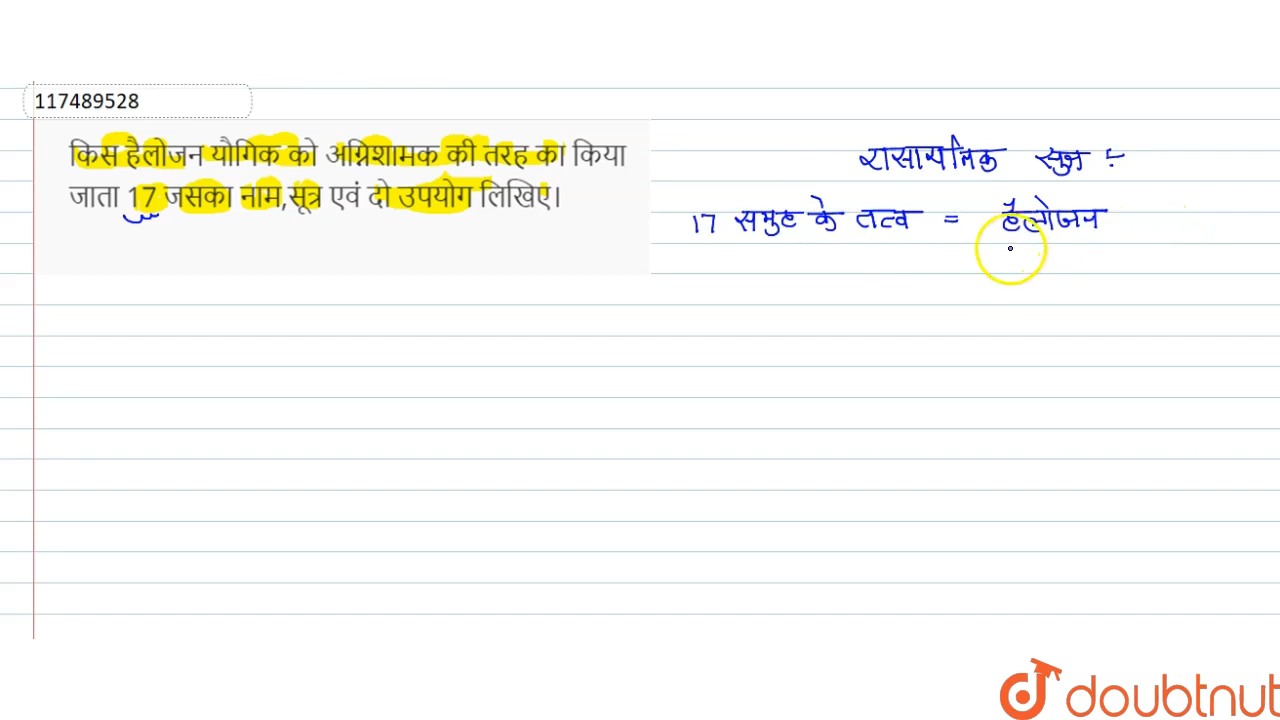 117489528
किस हैलोजन यौगिक को अग्निशामक की तरह का किया
जाता 17 जसका नाम,सूत्र एवं दो उपयोग लिखिए।
रासायनिक सुत्र :-
17 समुह के तत्व = हैलोजन
doubtnut